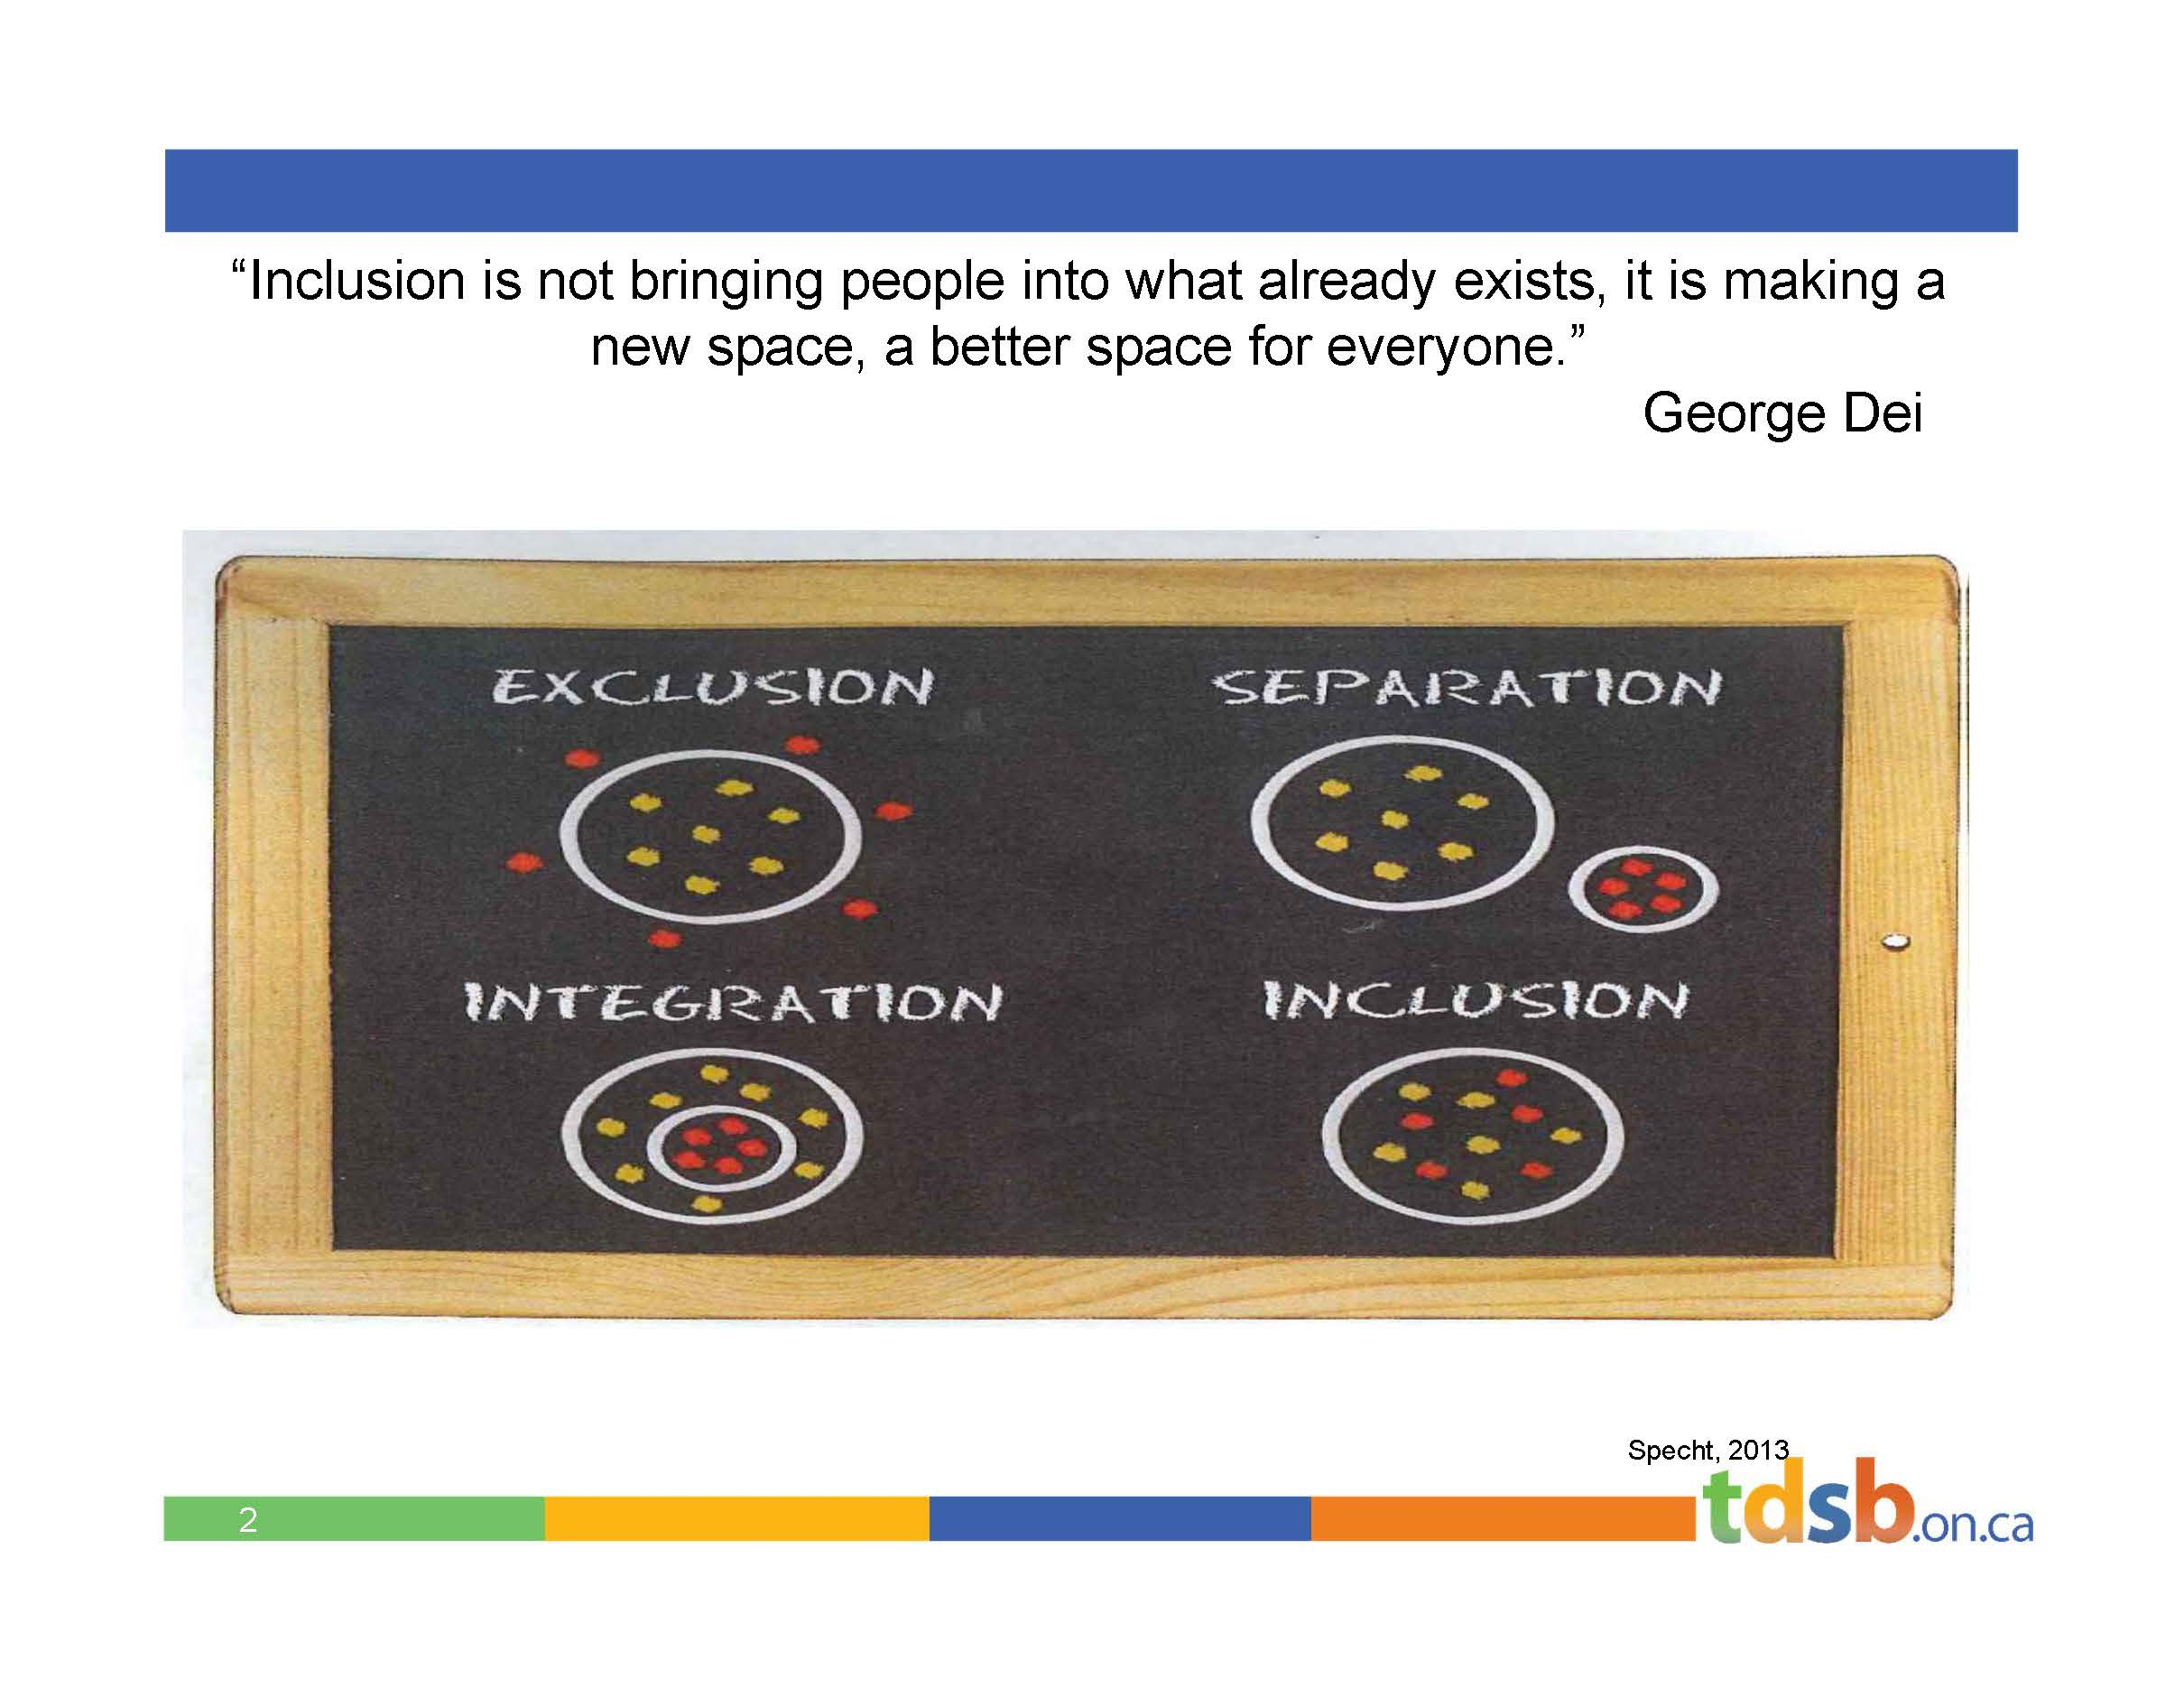 “Inclusion is not bringing people into what already exists, it is making a
new space, a better space for everyone.”
George Dei
EXCLUSION
SEPARATION
INTEGRATION
INCLUSION
Specht, 2013
2
tdsb.on.ca